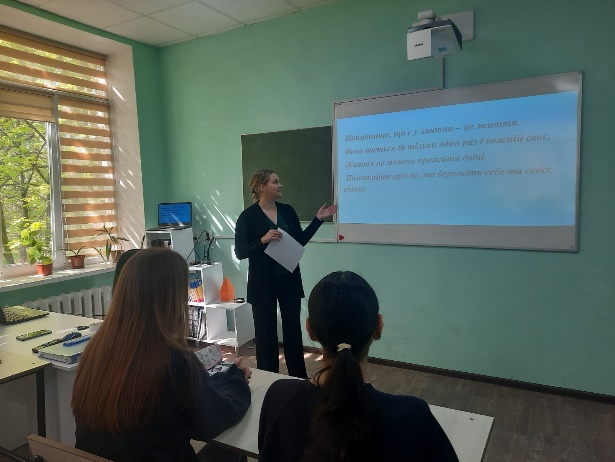 Найцінніше, що є у людини – це життя.
Воно дається їй тільки один раз і кожній своє.
Життя не можна прожити двічі.
Пам'ятайте про це, та бережіть себе та своїх
рідних